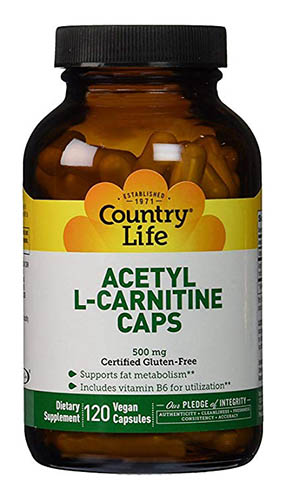 ESTABLISHED
1971
Country®
Life
ACETYL
L-CARNITINE
CAPS
500 mg
Certified Gluten-Free
• Supports fat metabolism**
• Includes vitamin B6 for utilization**
Dietary
Supplement
120 Vegan
Capsules
Our PLEDGE of INTEGRITY
AUTHENTICITY • CLEANLINESS • FRESHNESS
CONSISTENCY • ACCURACY